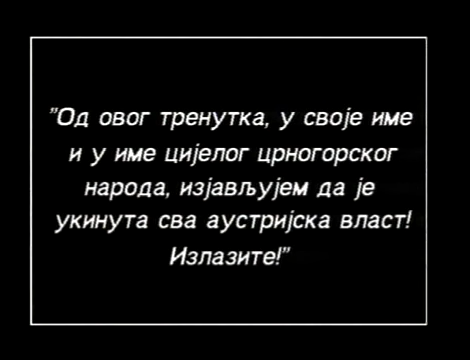 "Од овог тренутка, у своје име
и у име цијелог црногорског
народа, изјављујем да је
укинута сва аустријска власт!
Излазите!"